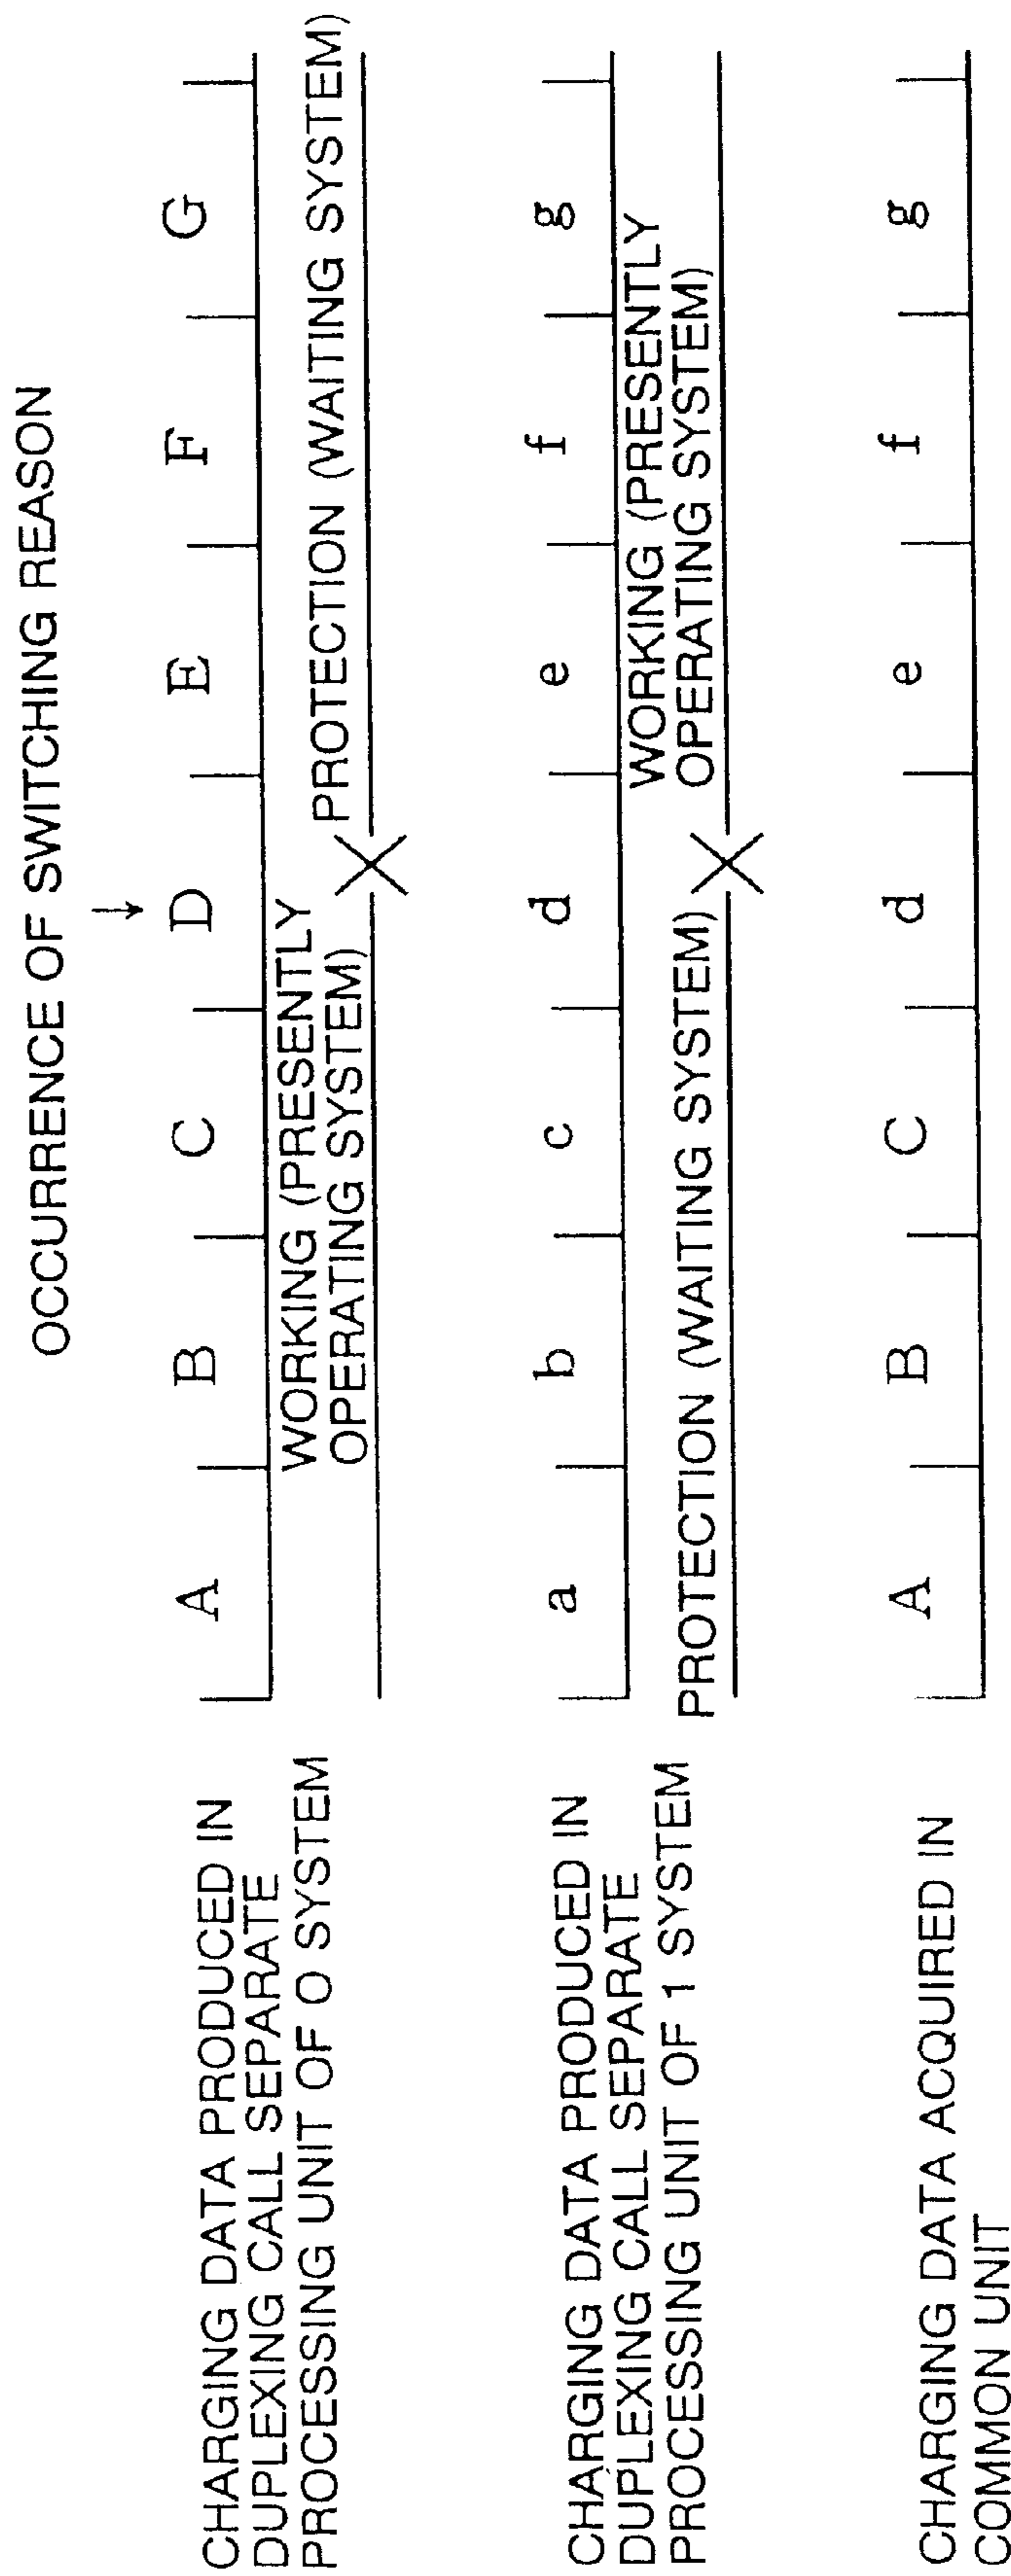 OCCURRENCE OF SWITCHING REASON
↓
CHARGING DATA PRODUCED IN
DUPLEXING CALL SEPARATE
PROCESSING UNIT OF O SYSTEM
A B C D E F G
WORKING (PRESENTLY
OPERATING SYSTEM)
PROTECTION (WAITING SYSTEM)
CHARGING DATA PRODUCED IN
DUPLEXING CALL SEPARATE
PROCESSING UNIT OF 1 SYSTEM
a b c d e f g
PROTECTION (WAITING SYSTEM)
WORKING (PRESENTLY
OPERATING SYSTEM)
CHARGING DATA ACQUIRED IN
COMMON UNIT
A B C d e f g